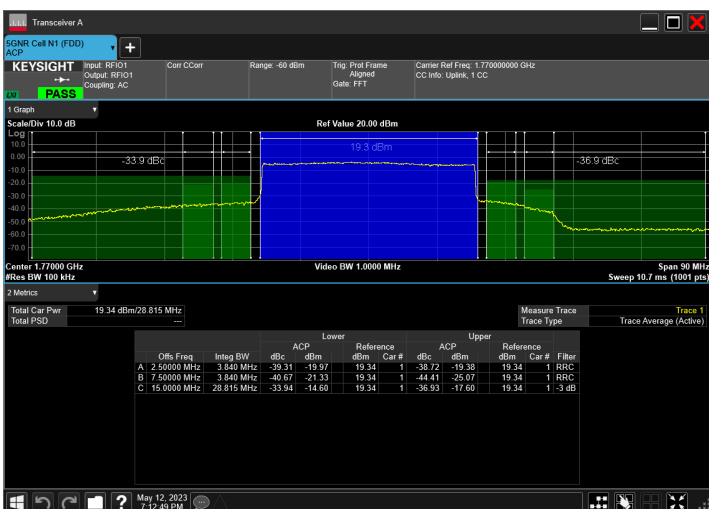 Transceiver A
5GNR Cell N1 (FDD)
ACP
KEYSIGHT
LXI
PASS
Input: RFIO1
Output: RFIO1
Coupling: AC
Corr CCorr
Range: -60 dBm
Trig: Prot Frame
Aligned
Gate: FFT
Carrier Ref Freq: 1.770000000 GHz
CC Info: Uplink, 1 CC
1 Graph
Scale/Div 10.0 dB
Ref Value 20.00 dBm
Log
10.0
0.00
-10.0
-20.0
-30.0
-40.0
-50.0
-60.0
-70.0
-33.9 dBc
19.3 dBm
-36.9 dBc
Center 1.77000 GHz
Video BW 1.0000 MHz
Span 90 MHz
#Res BW 100 kHz
Sweep 10.7 ms (1001 pts)
2 Metrics
Total Car Pwr 19.34 dBm/28.815 MHz
Total PSD ---
Measure Trace Trace 1
Trace Type Trace Average (Active)
Lower Upper
ACP Reference ACP Reference
Offs Freq Integ BW dBc dBm dBm Car # dBc dBm dBm Car # Filter
A 2.50000 MHz 3.840 MHz -39.31 -19.97 19.34 1 -38.72 -19.38 19.34 1 RRC
B 7.50000 MHz 3.840 MHz -40.67 -21.33 19.34 1 -44.41 -25.07 19.34 1 RRC
C 15.0000 MHz 28.815 MHz -33.94 -14.60 19.34 1 -36.93 -17.60 19.34 1 -3 dB
?
May 12, 2023
7:12:49 PM